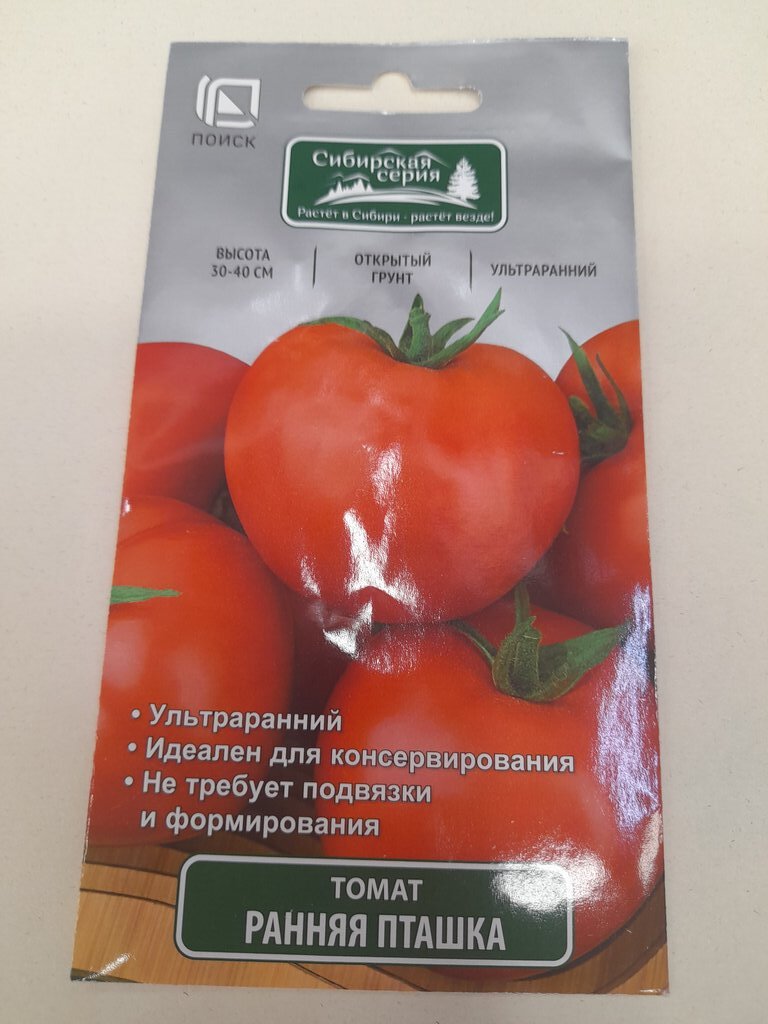 ПОИСК
Сибирская
серия
Растёт в Сибири - растёт везде!
ВЫСОТА
30-40 СМ
ОТКРЫТЫЙ
ГРУНТ
УЛЬТРАРАННИЙ
• Ультраранний
• Идеален для консервирования
• Не требует подвязки
и формирования
ТОМАТ
РАННЯЯ ПТАШКА